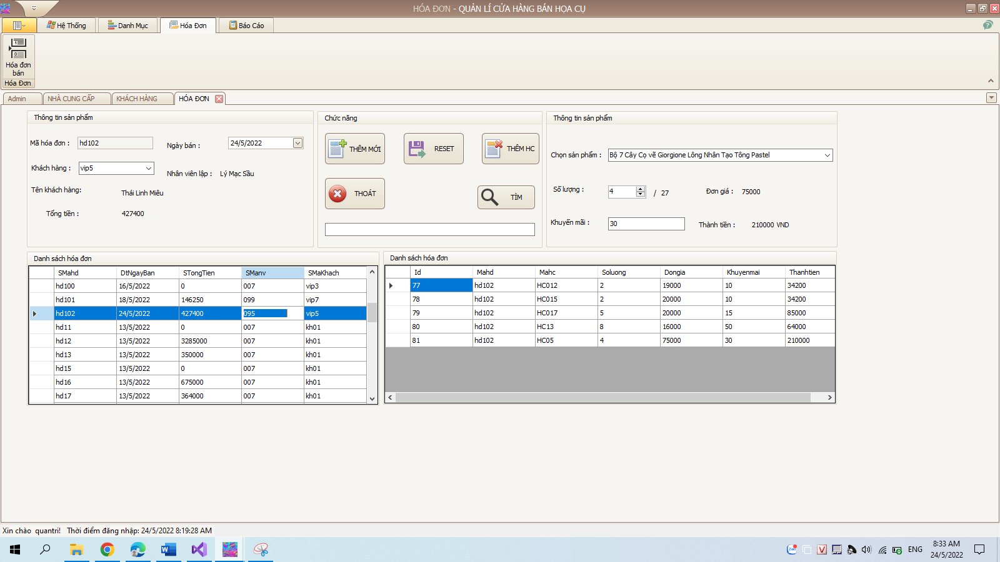 HÓA ĐƠN - QUẢN LÍ CỬA HÀNG BÁN HỌA CỤ
Hệ Thống
Danh Mục
Hóa Đơn
Báo Cáo
Hóa đơn
bán
Hóa Đơn
Admin
NHÀ CUNG CẤP
KHÁCH HÀNG
HÓA ĐƠN
Thông tin sản phẩm
Mã hóa đơn :
hd102
Ngày bán :
24/5/2022
Khách hàng :
vip5
Nhân viên lập :
Lý Mạc Sầu
Tên khách hàng:
Thái Linh Miêu
Tổng tiền :
427400
Chức năng
THÊM MỚI
RESET
THÊM HC
THOÁT
TÌM
Thông tin sản phẩm
Chọn sản phẩm :
Bộ 7 Cây Cọ vẽ Giorgione Lông Nhân Tạo Tông Pastel
Số lượng :
4
/ 27
Đơn giá :
75000
Khuyến mãi :
30
Thành tiền :
210000 VND
Danh sách hóa đơn
SMahd DtNgayBan STongTien SManv SMaKhach
hd100 16/5/2022 0 007 vip3
hd101 18/5/2022 146250 099 vip7
hd102 24/5/2022 427400 095 vip5
hd11 13/5/2022 0 007 kh01
hd12 13/5/2022 3285000 007 kh01
hd13 13/5/2022 350000 007 kh01
hd15 13/5/2022 0 007 kh01
hd16 13/5/2022 675000 007 kh01
hd17 13/5/2022 364000 007 kh01
Danh sách hóa đơn
Id Mahd Mahc Soluong Dongia Khuyenmai Thanhtien
77 hd102 HC012 2 19000 10 34200
78 hd102 HC015 2 20000 10 34200
79 hd102 HC017 5 20000 15 85000
80 hd102 HC13 8 16000 50 64000
81 hd102 HC05 4 75000 30 210000
Xin chào quantri! Thời điểm đăng nhập: 24/5/2022 8:19:28 AM
Zalo
ENG
8:33 AM
24/5/2022